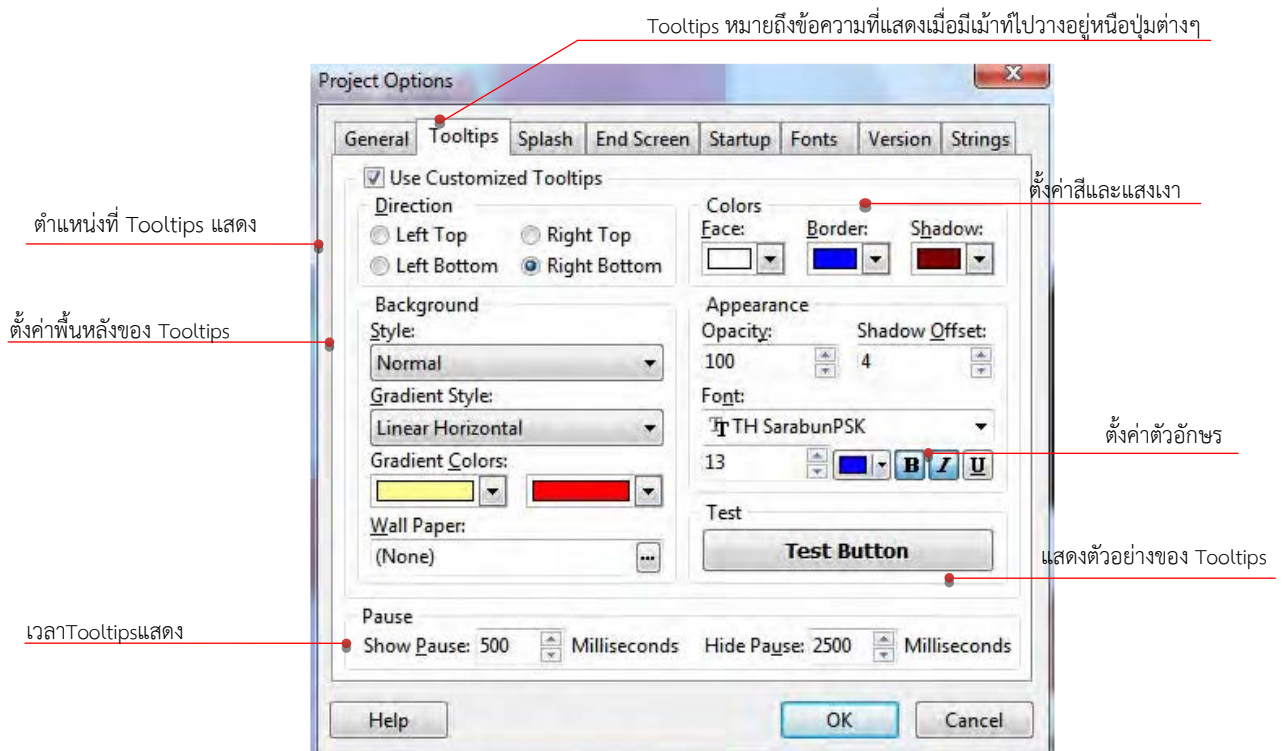 Tooltips หมายถึงข้อความที่แสดงเมื่อมีเม้าท์ไปวางอยู่หนือปุ่มต่างๆ
Project Options
General Tooltips Splash End Screen Startup Fonts Version Strings
Use Customized Tooltips
ตั้งค่าสีและแสงเงา
Direction
Colors
ตำแหน่งที่ Tooltips แสดง
Left Top Right Top
Face: Border: Shadow:
Left Bottom Right Bottom
Background
Appearance
ตั้งค่าพื้นหลังของ Tooltips
Style:
Opacity: Shadow Offset:
Normal
100 4
Gradient Style:
Font:
Linear Horizontal
TH SarabunPSK
ตั้งค่าตัวอักษร
Gradient Colors:
13 B I U
Test
Wall Paper:
Test Button
(None) ...
แสดงตัวอย่างของ Tooltips
Pause
เวลาTooltipsแสดง
Show Pause: 500 Milliseconds Hide Pause: 2500 Milliseconds
Help OK Cancel